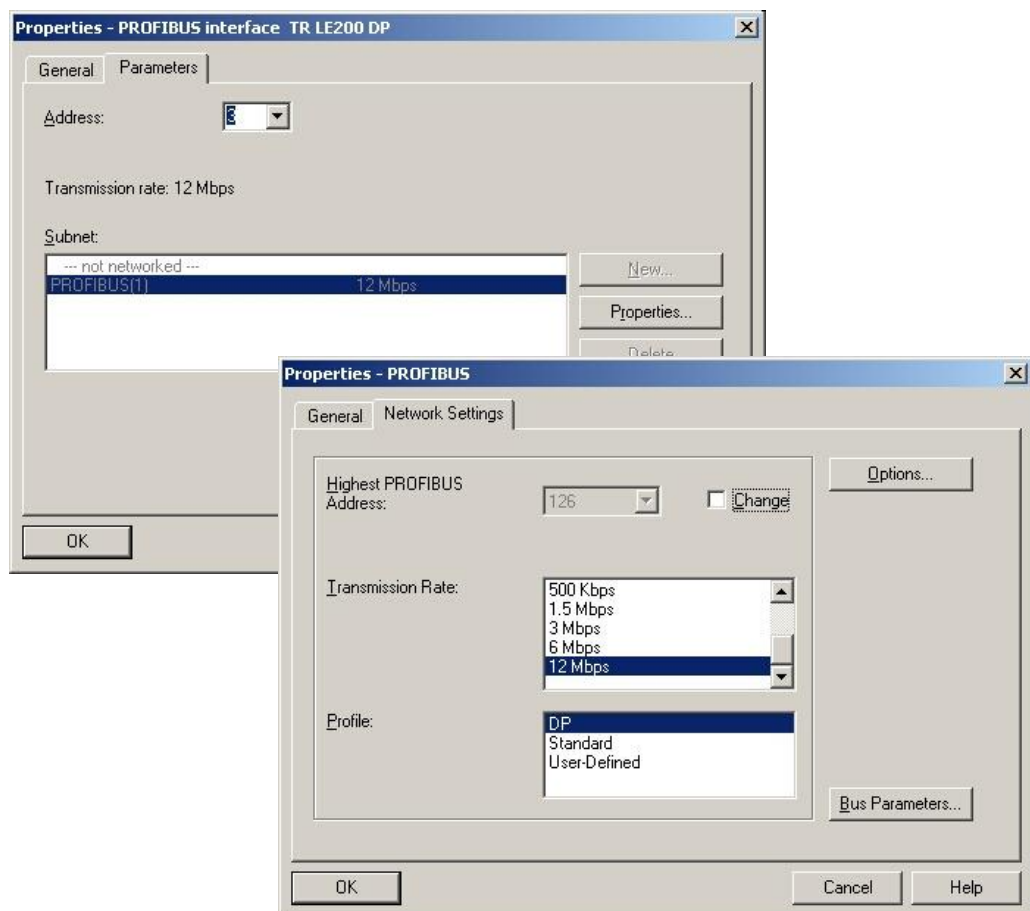 Properties - PROFIBUS interface TR LE200 DP
General Parameters
Address: 3
Transmission rate: 12 Mbps
Subnet:
--- not networked ---
PROFIBUS(1) 12 Mbps
New...
Properties...
Delete
OK
Properties - PROFIBUS
General Network Settings
Highest PROFIBUS
Address:
126
Change
Options...
Transmission Rate:
500 Kbps
1.5 Mbps
3 Mbps
6 Mbps
12 Mbps
Profile:
DP
Standard
User-Defined
Bus Parameters...
OK Cancel Help